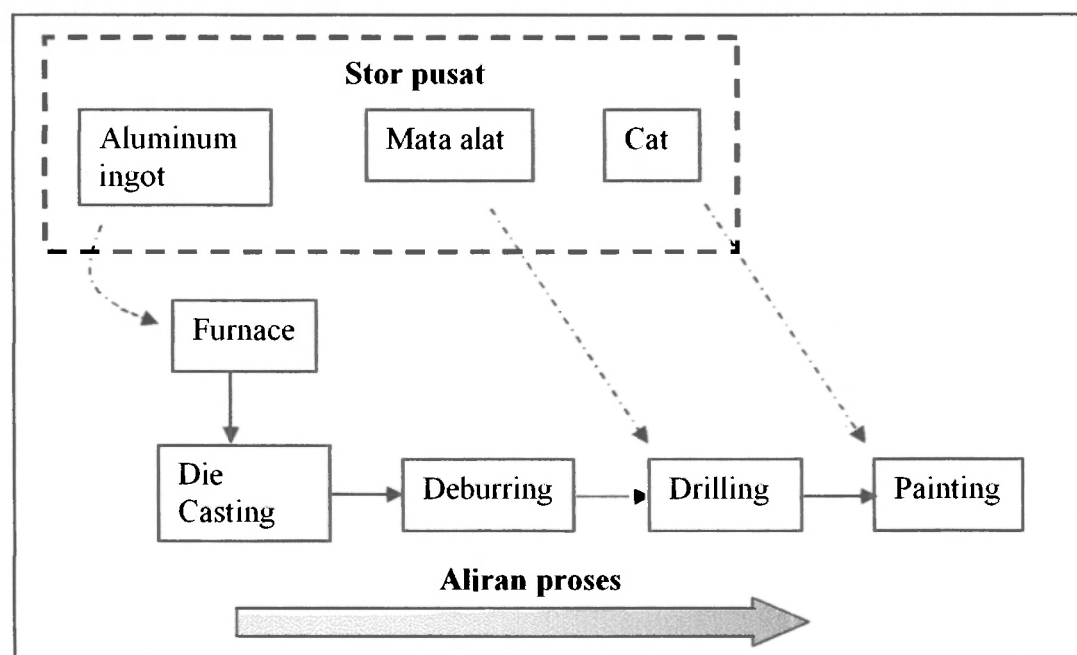 Stor pusat
Aluminum
ingot
Mata alat
Cat
Furnace
Die
Casting
Deburring
Drilling
Painting
Aliran proses